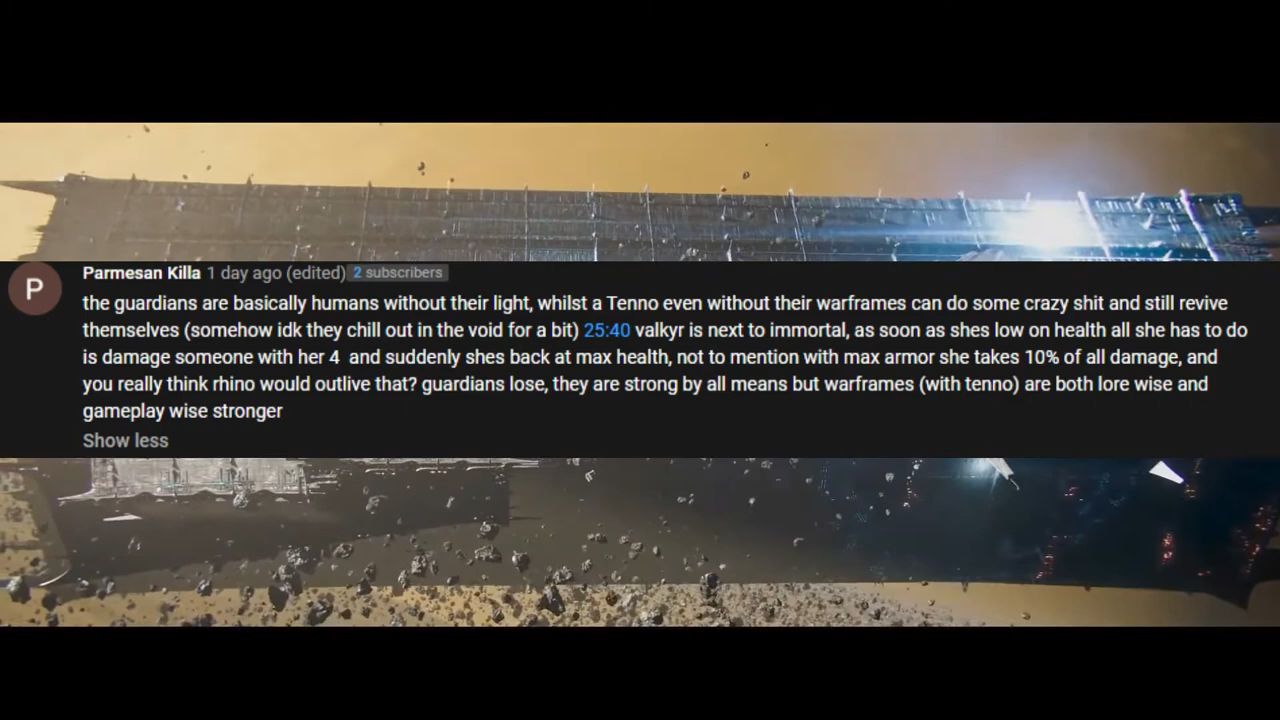 P
Parmesan Killa 1 day ago (edited) 2 subscribers
the guardians are basically humans without their light, whilst a Tenno even without their warframes can do some crazy shit and still revive
themselves (somehow idk they chill out in the void for a bit) 25:40 valkyr is next to immortal, as soon as shes low on health all she has to do
is damage someone with her 4  and suddenly shes back at max health, not to mention with max armor she takes 10% of all damage, and
you really think rhino would outlive that? guardians lose, they are strong by all means but warframes (with tenno) are both lore wise and
gameplay wise stronger
Show less